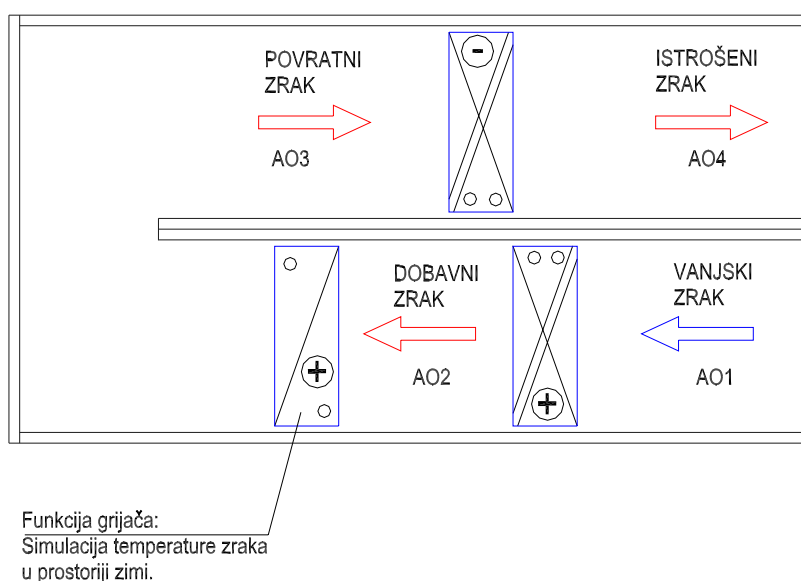 POVRATNI
ZRAK
AO3
-
ISTROŠENI
ZRAK
AO4
DOBAVNI
ZRAK
AO2
+
VANJSKI
ZRAK
AO1
+
Funkcija grijača:
Simulacija temperature zraka
u prostoriji zimi.